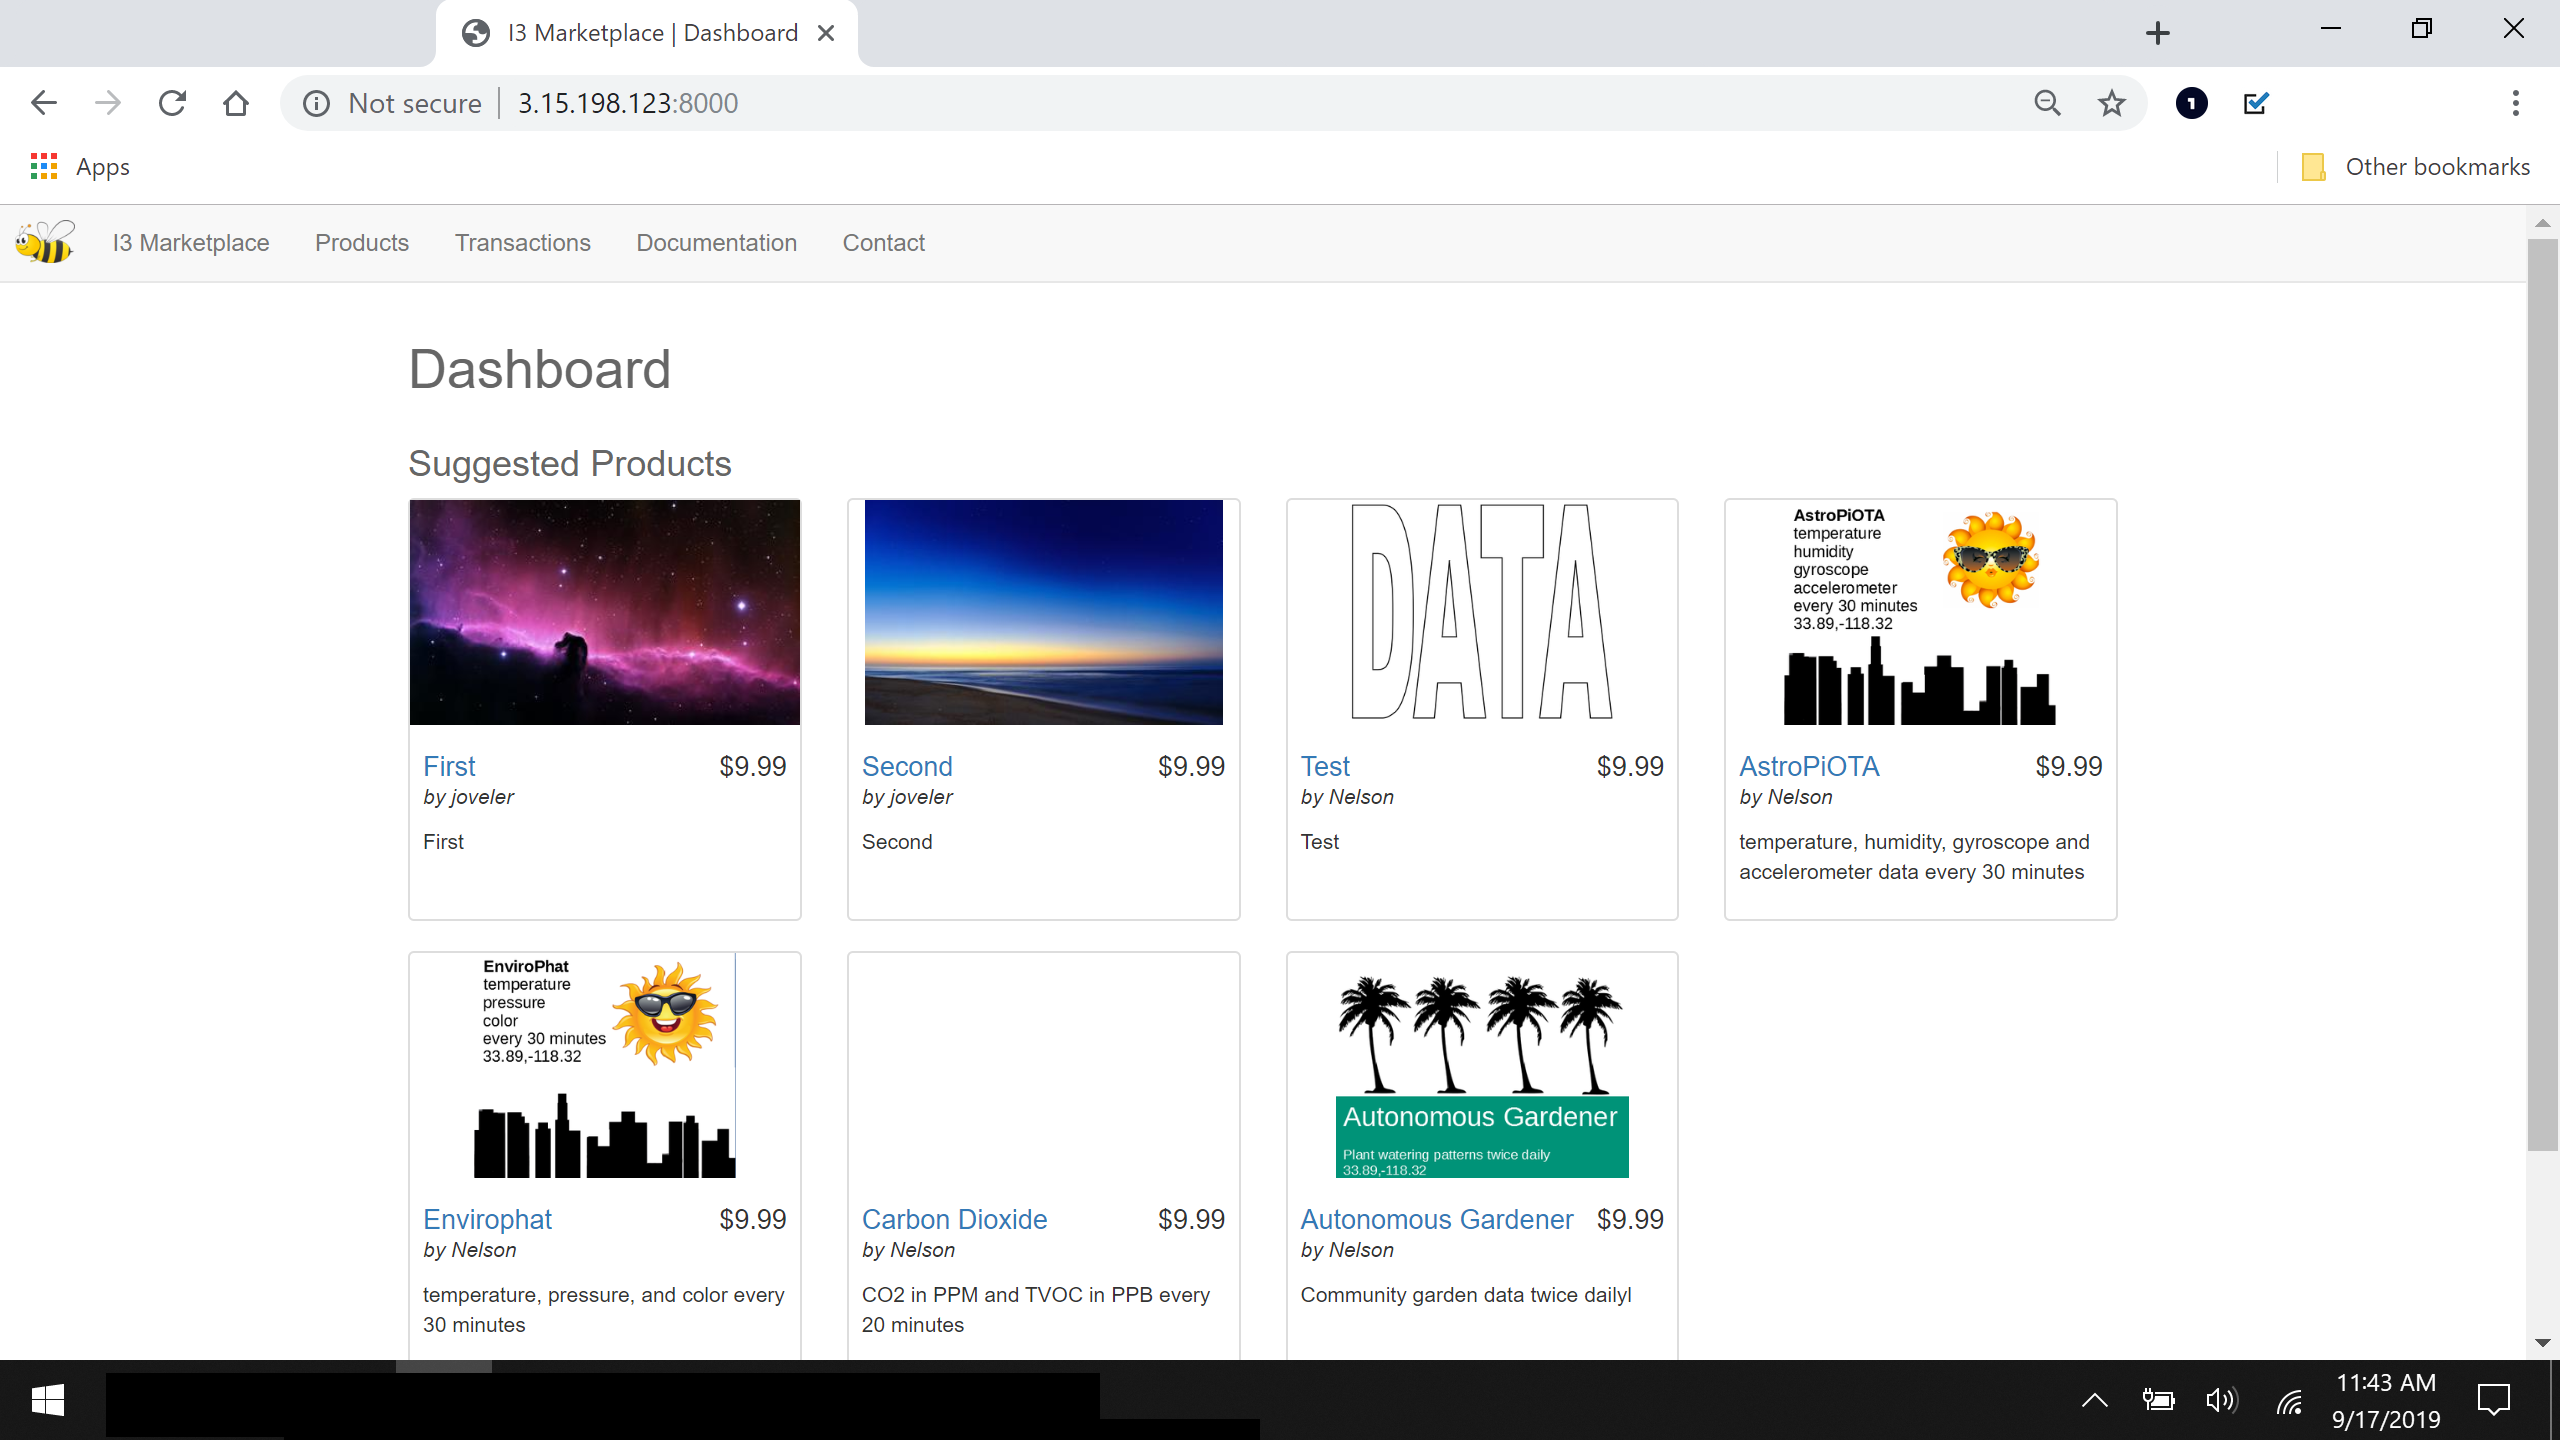 I3 Marketplace | Dashboard
Not secure
3.15.198.123:8000
1
Apps
Other bookmarks
I3 Marketplace
Products
Transactions
Documentation
Contact
Dashboard
Suggested Products
First
$9.99
by joveler
First
Second
$9.99
by joveler
Second
DATA
Test
$9.99
by Nelson
Test
AstroPiOTA
temperature
humidity
gyroscope
accelerometer
every 30 minutes
33.89,-118.32
AstroPiOTA
$9.99
by Nelson
temperature, humidity, gyroscope and
accelerometer data every 30 minutes
EnviroPhat
temperature
pressure
color
every 30 minutes
33.89,-118.32
Envirophat
$9.99
by Nelson
temperature, pressure, and color every
30 minutes
Carbon Dioxide
$9.99
by Nelson
CO2 in PPM and TVOC in PPB every
20 minutes
Autonomous Gardener
Plant watering patterns twice daily
33.89,-118.32
Autonomous Gardener
$9.99
by Nelson
Community garden data twice dailyl
11:43 AM
9/17/2019